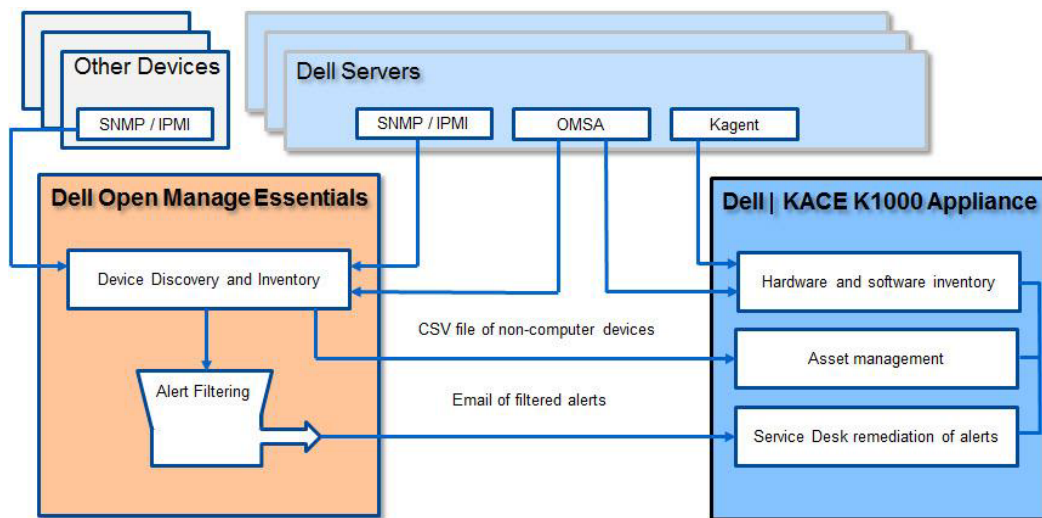 Other Devices
SNMP / IPMI
Dell Servers
SNMP / IPMI
OMSA
Kagent
Dell Open Manage Essentials
Device Discovery and Inventory
Alert Filtering
CSV file of non-computer devices
Email of filtered alerts
Dell | KACE K1000 Appliance
Hardware and software inventory
Asset management
Service Desk remediation of alerts